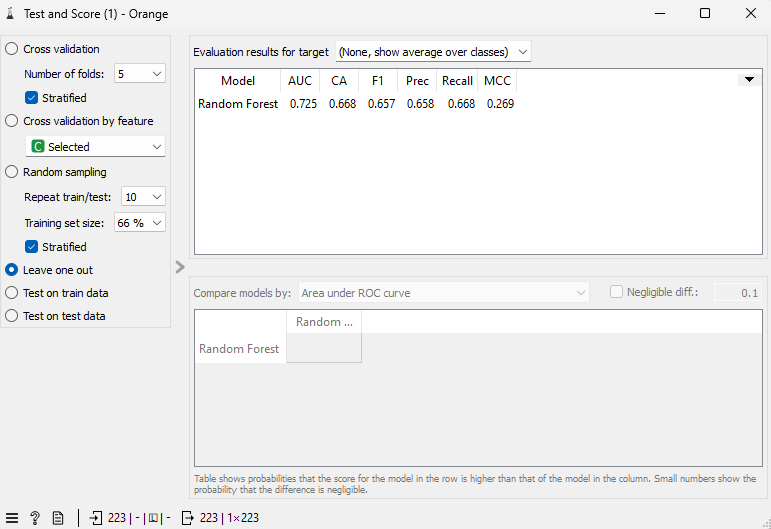 Test and Score (1) - Orange
Cross validation
Number of folds: 5
Stratified
Cross validation by feature
C Selected
Random sampling
Repeat train/test: 10
Training set size: 66 %
Stratified
Leave one out
Test on train data
Test on test data
Evaluation results for target (None, show average over classes)
Model AUC CA F1 Prec Recall MCC
Random Forest 0.725 0.668 0.657 0.658 0.668 0.269
Compare models by: Area under ROC curve
Negligible diff.: 0.1
Random ...
Random Forest
Table shows probabilities that the score for the model in the row is higher than that of the model in the column. Small numbers show the
probability that the difference is negligible.
? 223 | - | | - 223 | 1×223